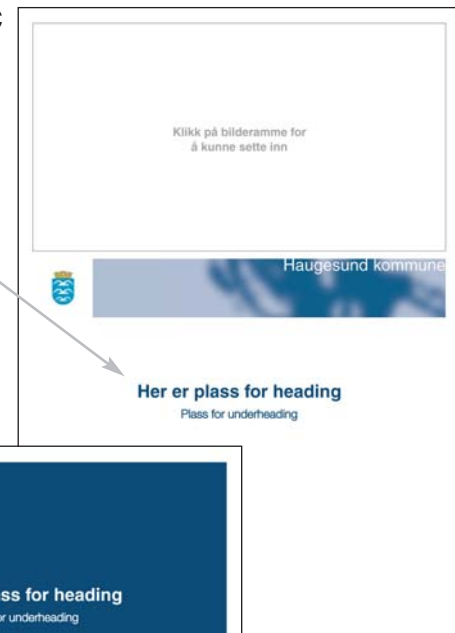 Klikk på bilderamme for
å kunne sette inn
Haugesund kommune
Her er plass for heading
Plass for underheading
for heading
underheading